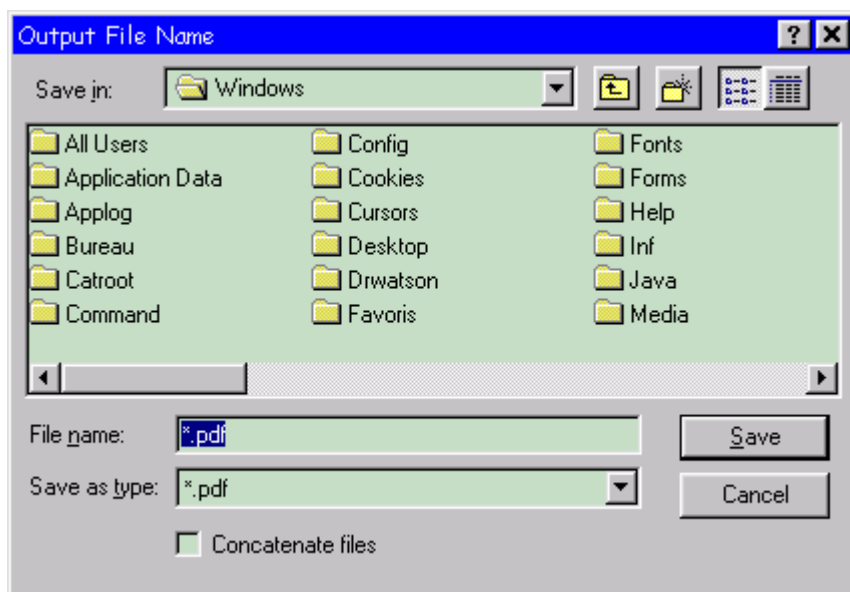 Output File Name
Save in: Windows
All Users Config Fonts
Application Data Cookies Forms
Applog Cursors Help
Bureau Desktop Inf
Catroot Drwatson Java
Command Favoris Media
File name: *.pdf Save
Save as type: *.pdf Cancel
Concatenate files